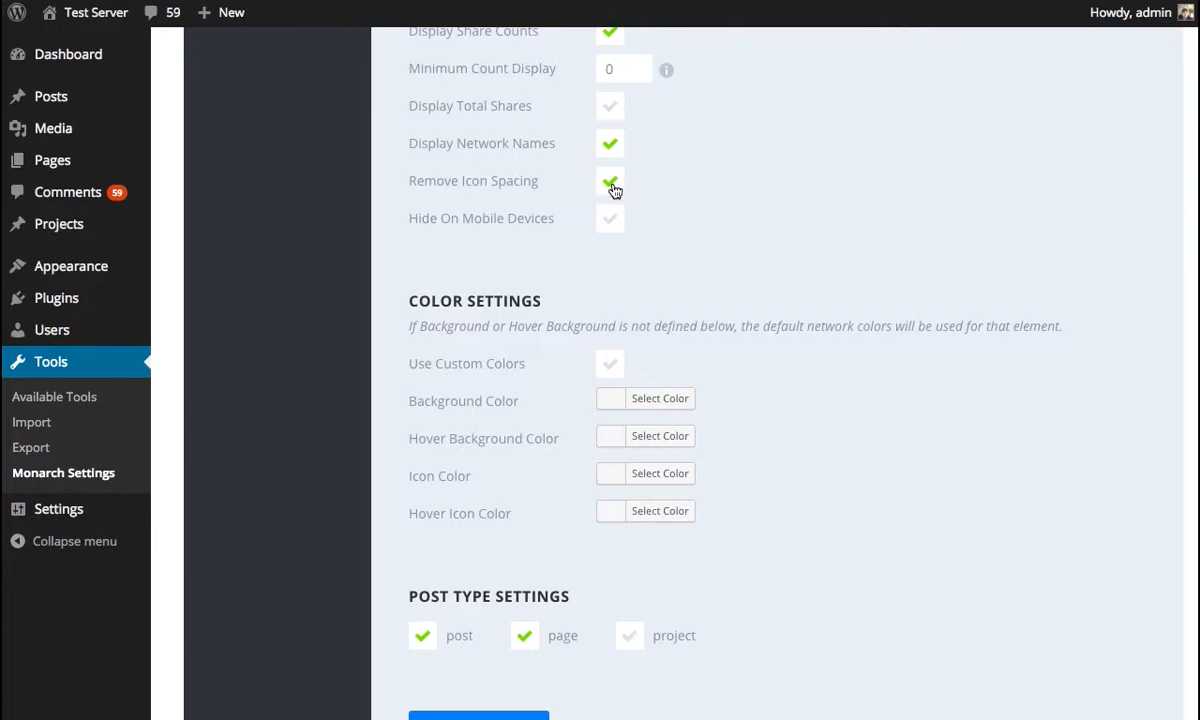 Test Server 59 + New Howdy, admin
Dashboard
Posts
Media
Pages
Comments 59
Projects
Appearance
Plugins
Users
Tools
Available Tools
Import
Export
Monarch Settings
Settings
Collapse menu
Display Share Counts
Minimum Count Display 0
Display Total Shares
Display Network Names
Remove Icon Spacing
Hide On Mobile Devices
COLOR SETTINGS
If Background or Hover Background is not defined below, the default network colors will be used for that element.
Use Custom Colors
Background Color Select Color
Hover Background Color Select Color
Icon Color Select Color
Hover Icon Color Select Color
POST TYPE SETTINGS
post page project